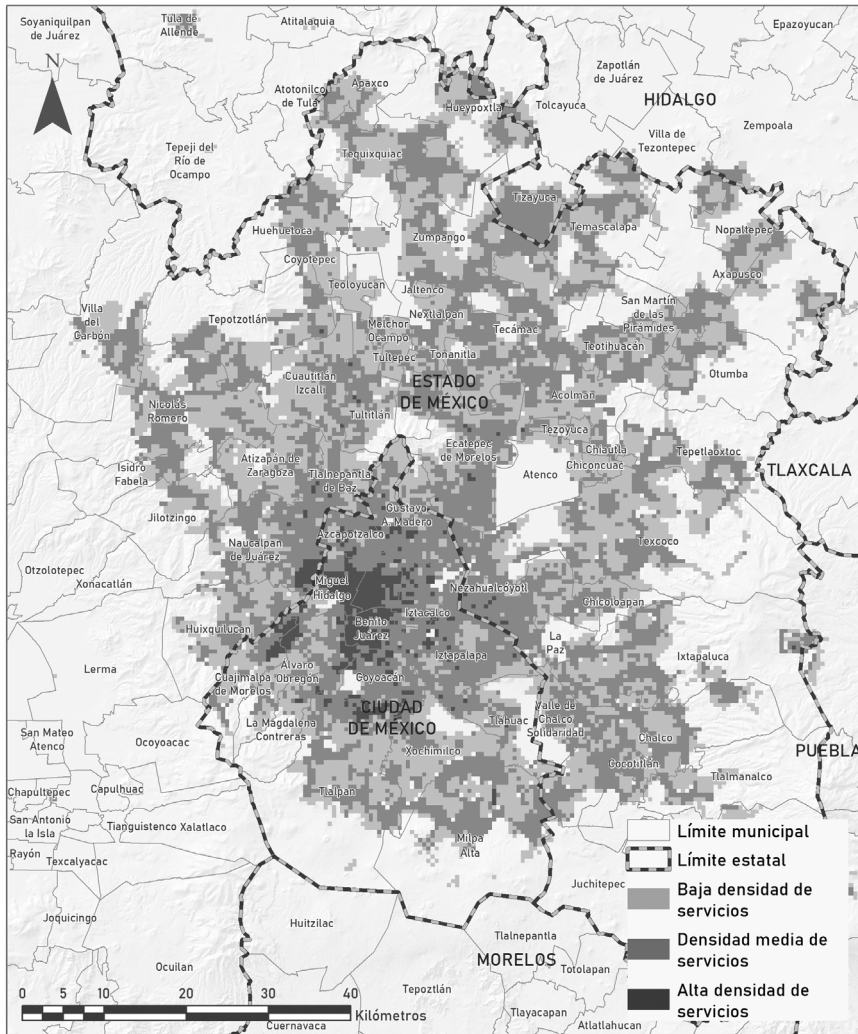 Soyaniquilpan
de Juárez
Tula de
Allende
Atitalaquia
Epazoyucan
N
Atotonilco
de Tula
Apaxco
Hueypoxtla
Tolcayuca
Zapotlán
de Juárez
HIDALGO
Villa de
Tezontepec
Zempoala
Tepeji del
Río de
Ocampo
Tequixquiac
Tizayuca
Temascalapa
Nopaltepec
Huehuetoca
Zumpango
Coyotepec
Axapusco
Teoloyucan
Jaltenco
Villa
del
Carbón
Tepotzotlán
Nextlalpan
San Martín
de las
Pirámides
Melchor
Ocampo
Tecámac
Teotihuacán
Tultepec
Tonanitla
Otumba
Cuautitlán
Izcalli
ESTADO
DE MÉXICO
Acolman
Nicolás
Romero
Tultitlán
Tezoyuca
Ecatepec
de Morelos
Chiautla
Chiconcuac
Tepetlaoxtoc
Isidro
Fabela
Atizapán de
Zaragoza
Tlalnepantla
de Baz
Atenco
TLAXCALA
Jilotzingo
Gustavo
A. Madero
Azcapotzalco
Naucalpan
de Juárez
Texcoco
Otzolotepec
Xonacatlán
Miguel
Hidalgo
Nezahualcóyotl
Chicoloapan
Iztacalco
Benito
Juárez
Huixquilucan
La
Paz
Iztapalapa
Ixtapaluca
Lerma
Cuajimalpa
de Morelos
Álvaro
Obregón
Coyoacán
CIUDAD
DE MÉXICO
La Magdalena
Contreras
Tlahuac
Valle de
Chalco
Solidaridad
San Mateo
Atenco
Ocoyoacac
Xochimilco
Chalco
PUEBLA
Cocotitlán
Tlalmanalco
Chapultepec
Capulhuac
Tlalpan
San Antonio
la Isla
Tianguistenco
Xalatlaco
Milpa
Alta
Rayón
Texcalyacac
Juchitepec
Joquicingo
Huitzilac
Tlalnepantla
MORELOS
Totolapan
Ocuilan
Tepoztlán
Tlayacapan
Atlatlahucan
Cuernavaca
Límite municipal
Límite estatal
Baja densidad de
servicios
Densidad media de
servicios
Alta densidad de
servicios
0 5 10 20 30 40
Kilómetros